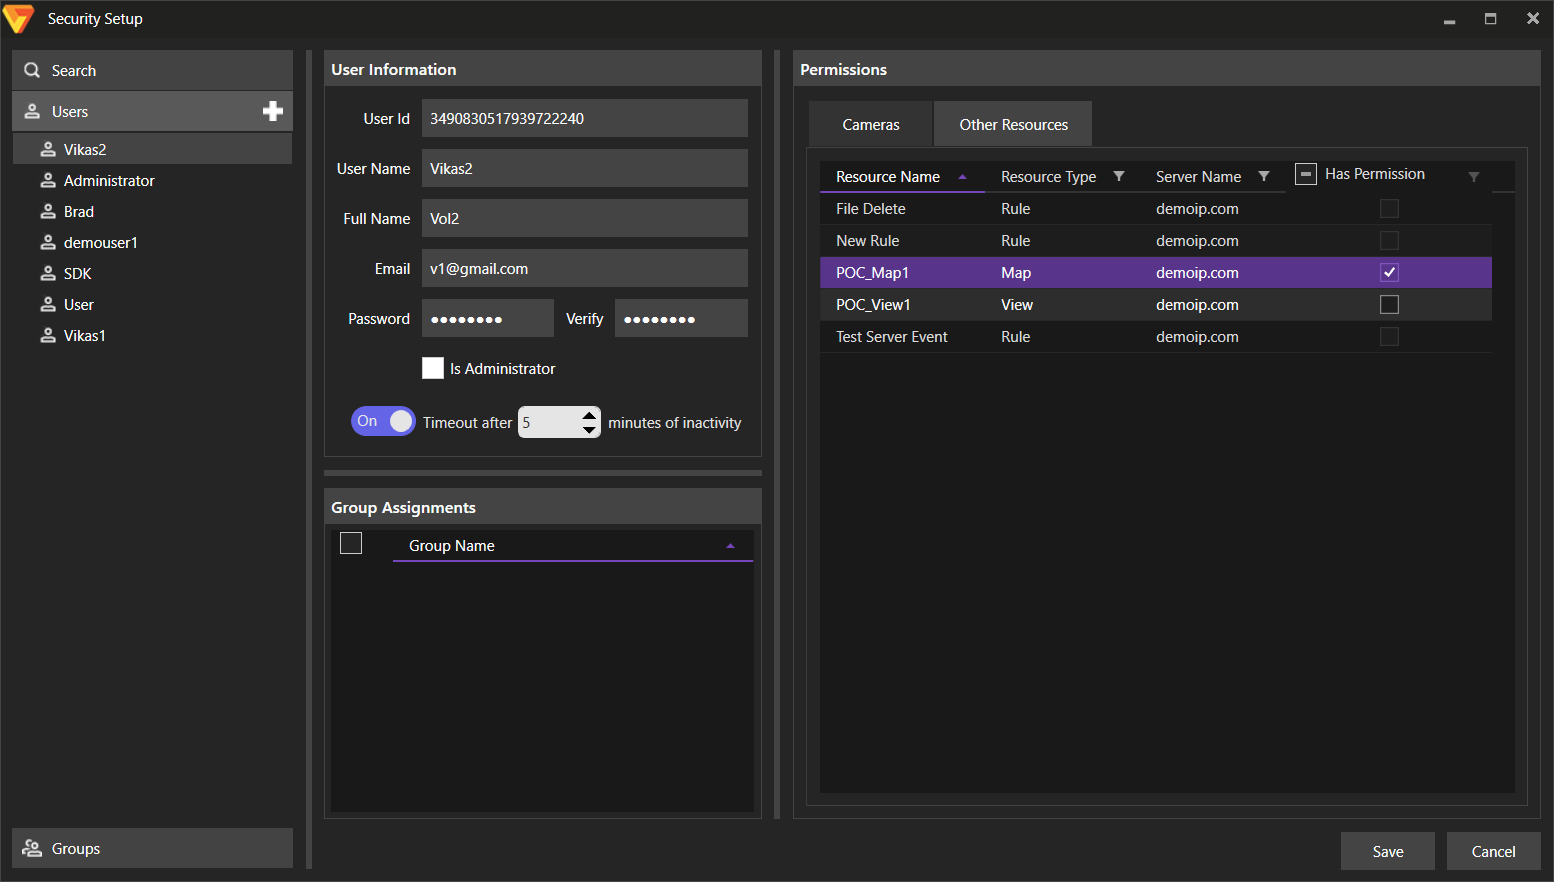 Security Setup
Search
Users
Vikas2
Administrator
Brad
demouser1
SDK
User
Vikas1
Groups
User Information
User Id 3490830517939722240
User Name Vikas2
Full Name Vol2
Email v1@gmail.com
Password ●●●●●●●● Verify ●●●●●●●●
Is Administrator
On Timeout after 5 minutes of inactivity
Group Assignments
Group Name
Permissions
Cameras Other Resources
Resource Name Resource Type Server Name Has Permission
File Delete Rule demoip.com
New Rule Rule demoip.com
POC_Map1 Map demoip.com
POC_View1 View demoip.com
Test Server Event Rule demoip.com
Save Cancel